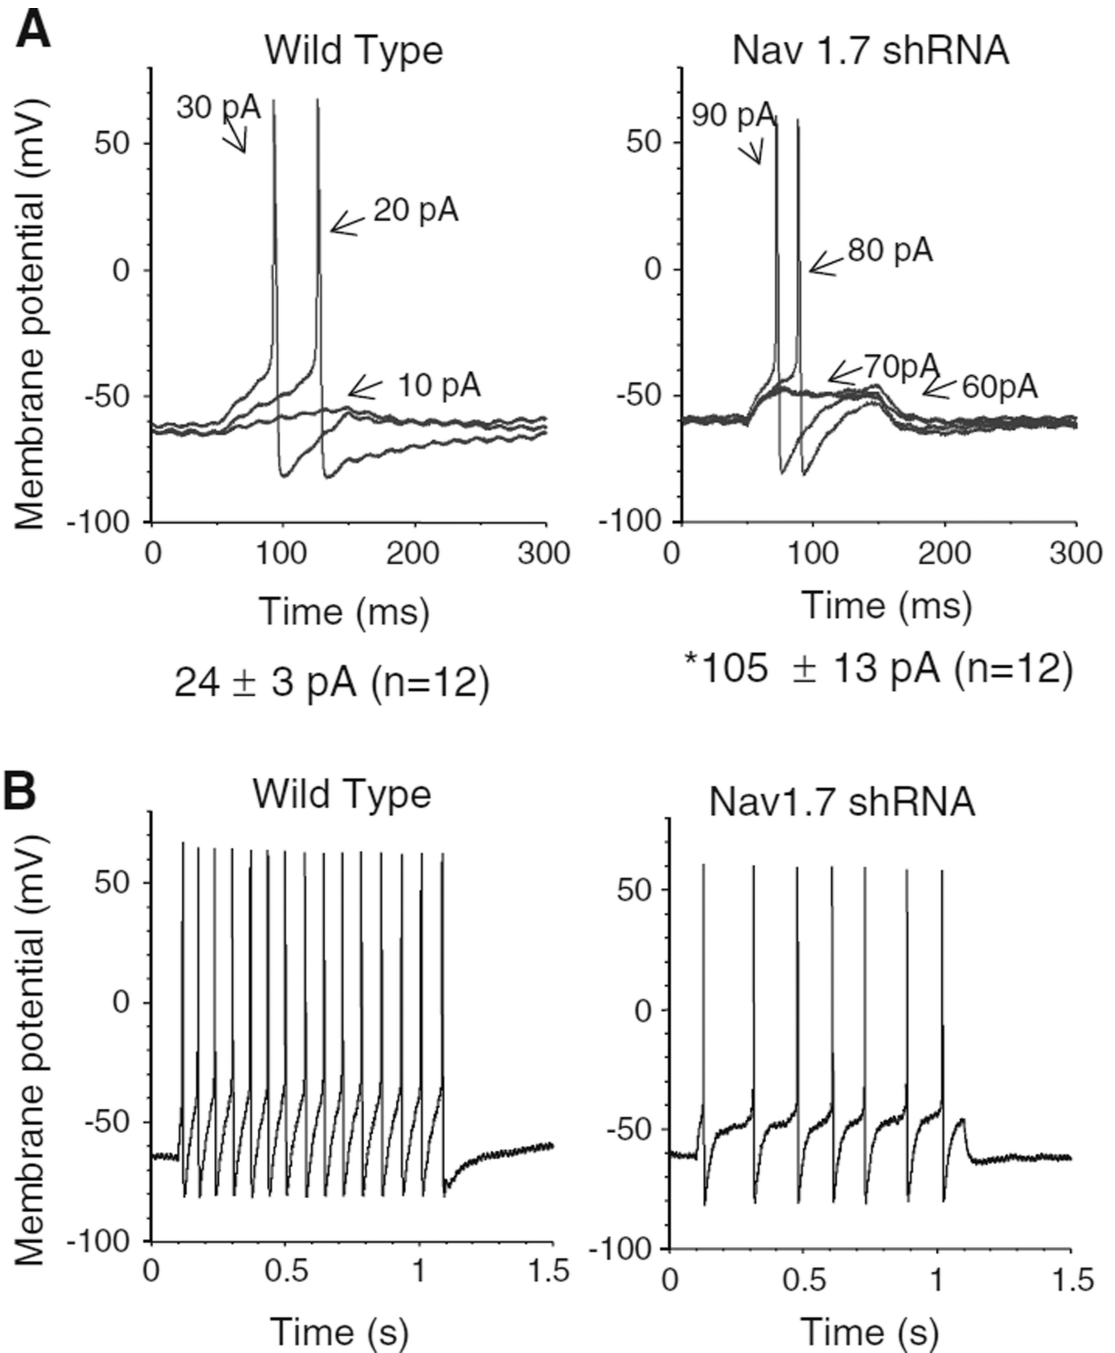 A
Wild Type
Nav 1.7 shRNA
Membrane potential (mV)
50
0
-50
-100
30 pA
20 pA
10 pA
0 100 200 300
Time (ms)
24 ± 3 pA (n=12)
50
0
-50
-100
90 pA
80 pA
70pA
60pA
0 100 200 300
Time (ms)
*105 ± 13 pA (n=12)
B
Wild Type
Nav1.7 shRNA
Membrane potential (mV)
50
0
-50
-100
0 0.5 1 1.5
Time (s)
50
0
-50
-100
0 0.5 1 1.5
Time (s)